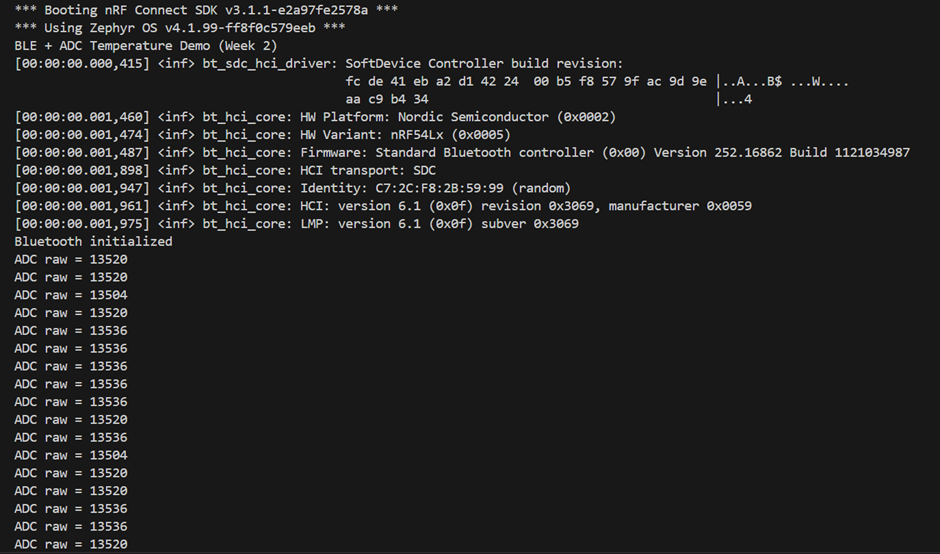 *** Booting nRF Connect SDK v3.1.1-e2a97fe2578a ***
*** Using Zephyr OS v4.1.99-ff8f0c579eeb ***
BLE + ADC Temperature Demo (Week 2)
[00:00:00.000,415] <inf> bt_sdc_hci_driver: SoftDevice Controller build revision:
fc de 41 eb a2 d1 42 24  00 b5 f8 57 9f ac 9d 9e |..A...B$ ...W....
aa c9 b4 34                                      |...4
[00:00:00.001,460] <inf> bt_hci_core: HW Platform: Nordic Semiconductor (0x0002)
[00:00:00.001,474] <inf> bt_hci_core: HW Variant: nRF54Lx (0x0005)
[00:00:00.001,487] <inf> bt_hci_core: Firmware: Standard Bluetooth controller (0x00) Version 252.16862 Build 1121034987
[00:00:00.001,898] <inf> bt_hci_core: HCI transport: SDC
[00:00:00.001,947] <inf> bt_hci_core: Identity: C7:2C:F8:2B:59:99 (random)
[00:00:00.001,961] <inf> bt_hci_core: HCI: version 6.1 (0x0f) revision 0x3069, manufacturer 0x0059
[00:00:00.001,975] <inf> bt_hci_core: LMP: version 6.1 (0x0f) subver 0x3069
Bluetooth initialized
ADC raw = 13520
ADC raw = 13520
ADC raw = 13504
ADC raw = 13520
ADC raw = 13536
ADC raw = 13536
ADC raw = 13536
ADC raw = 13536
ADC raw = 13536
ADC raw = 13520
ADC raw = 13536
ADC raw = 13504
ADC raw = 13520
ADC raw = 13520
ADC raw = 13536
ADC raw = 13536
ADC raw = 13520